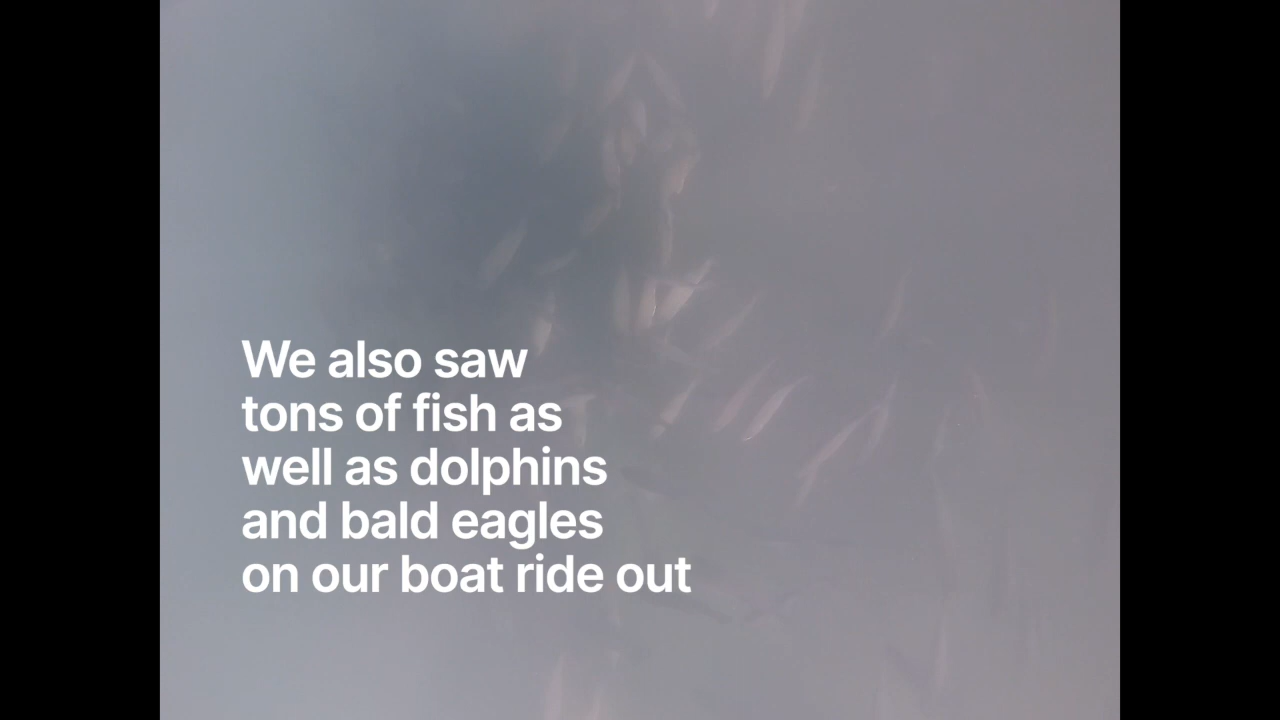 We also saw
tons of fish as
well as dolphins
and bald eagles
on our boat ride out